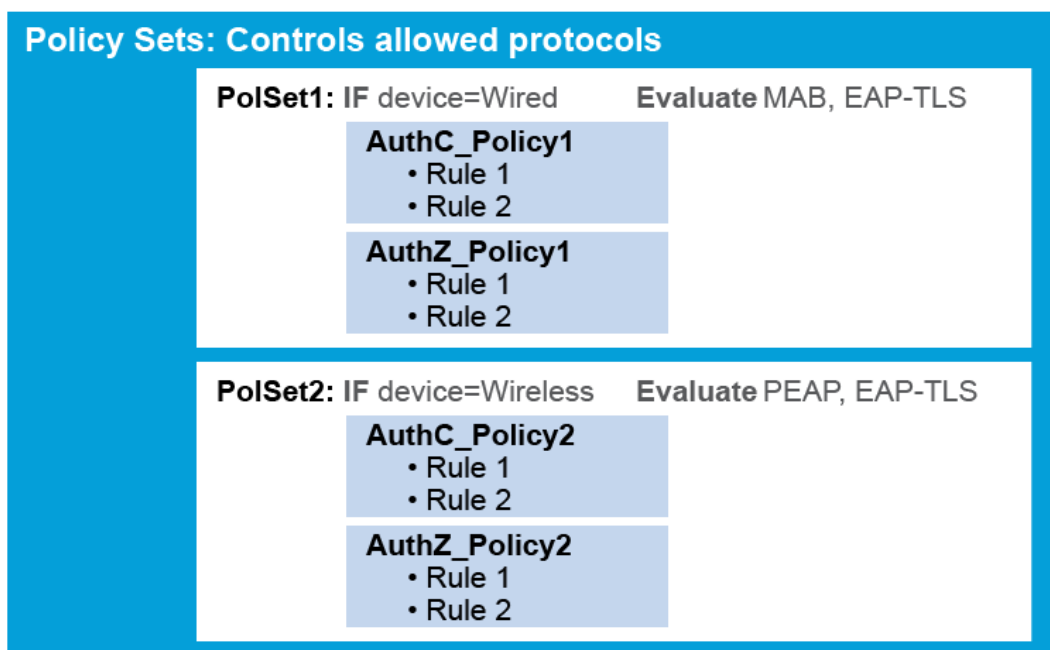 Policy Sets: Controls allowed protocols
PolSet1: IF device=Wired Evaluate MAB, EAP-TLS
AuthC_Policy1
• Rule 1
• Rule 2
AuthZ_Policy1
• Rule 1
• Rule 2
PolSet2: IF device=Wireless Evaluate PEAP, EAP-TLS
AuthC_Policy2
• Rule 1
• Rule 2
AuthZ_Policy2
• Rule 1
• Rule 2